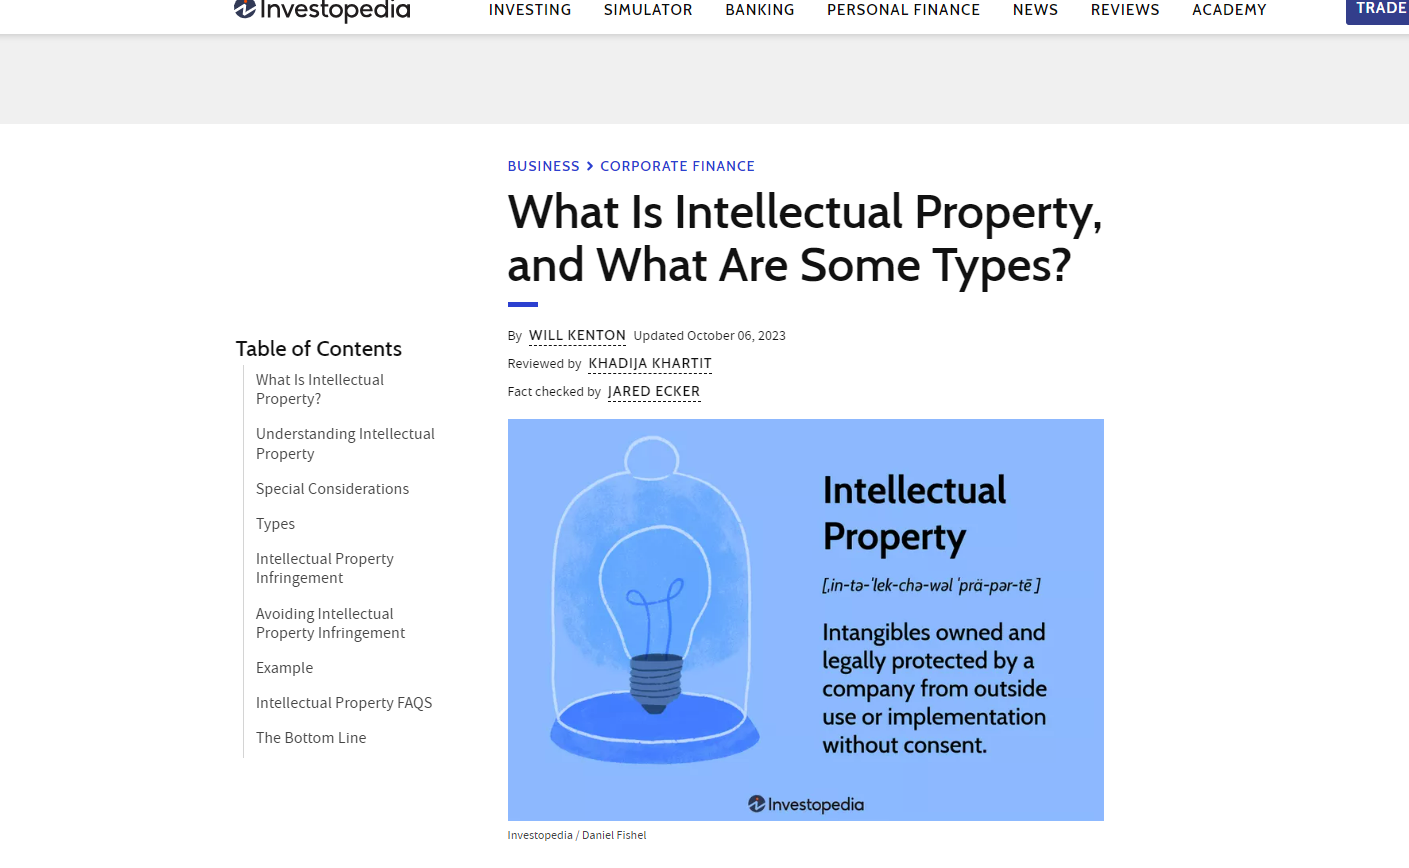 Investopedia
INVESTING SIMULATOR BANKING PERSONAL FINANCE NEWS REVIEWS ACADEMY TRADE
BUSINESS > CORPORATE FINANCE
What Is Intellectual Property,
and What Are Some Types?
By WILL KENTON Updated October 06, 2023
Reviewed by KHADIJA KHARTIT
Fact checked by JARED ECKER
Table of Contents
What Is Intellectual
Property?
Understanding Intellectual
Property
Special Considerations
Types
Intellectual Property
Infringement
Avoiding Intellectual
Property Infringement
Example
Intellectual Property FAQS
The Bottom Line
Intellectual
Property
[ˌin-tə-ˈlek-chə-wəl ˈprä-pər-tē ]
Intangibles owned and
legally protected by a
company from outside
use or implementation
without consent.
Investopedia
Investopedia / Daniel Fishel